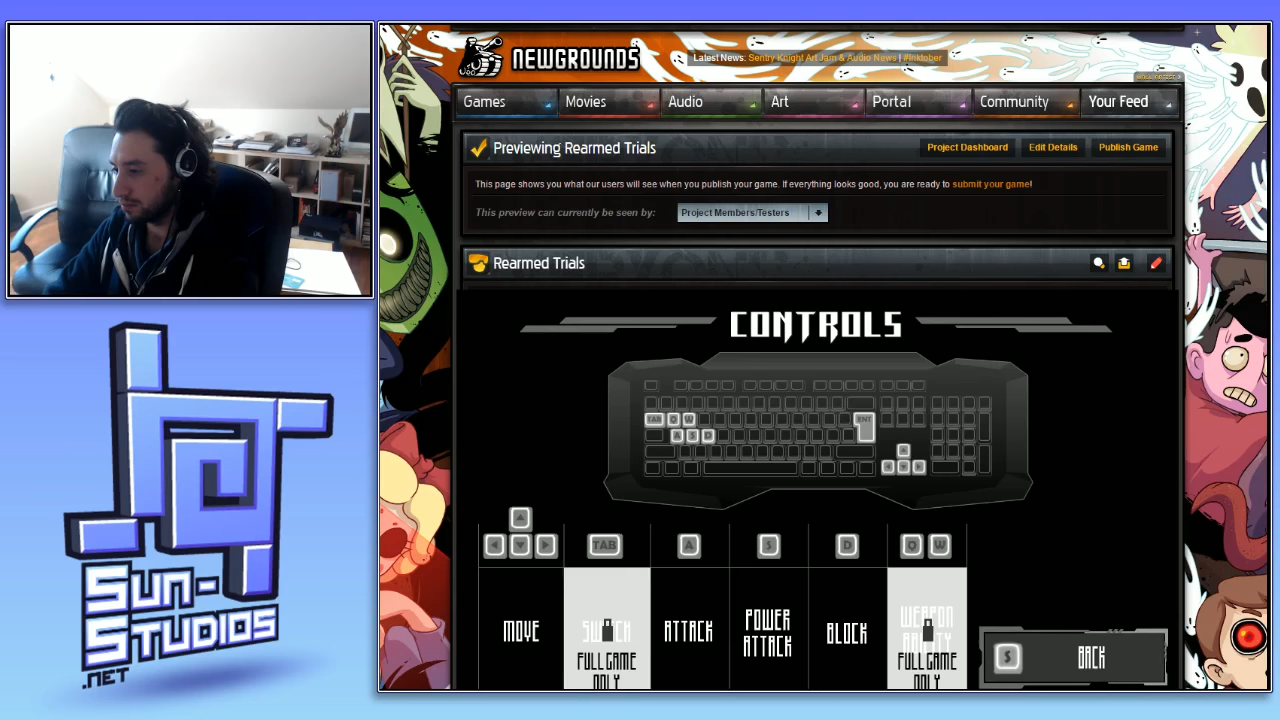 NEWGROUNDS
Latest News: Sentry Knight Art Jam & Audio News | #Inktober
Games
Movies
Audio
Art
Portal
Community
Your Feed
Previewing Rearmed Trials
Project Dashboard
Edit Details
Publish Game
This page shows you what our users will see when you publish your game. If everything looks good, you are ready to submit your game!
This preview can currently be seen by:
Project Members/Testers
Rearmed Trials
CONTROLS
TAB Q W
ENT
A S D
TAB
A
S
D
Q W
MOVE
FULL GAME
ONLY
ATTACK
POWER
ATTACK
BLOCK
WEAPON
FULL GAME
ONLY
S
BACK
SUN-
STUDIOS
.NET